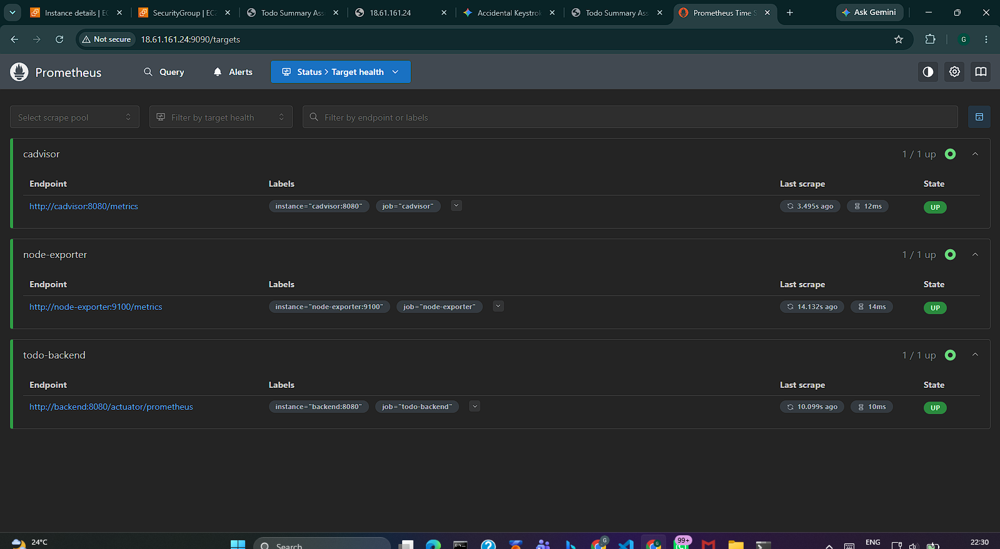 Instance details | EC
SecurityGroup | EC2
Todo Summary Ass
18.61.161.24
Accidental Keystrok
Todo Summary Ass
Prometheus Time S
Ask Gemini
Not secure
18.61.161.24:9090/targets
G
Prometheus
Query
Alerts
Status > Target health
Select scrape pool
Filter by target health
Filter by endpoint or labels
cadvisor
1 / 1 up
Endpoint Labels Last scrape State
http://cadvisor:8080/metrics instance="cadvisor:8080" job="cadvisor" 3.495s ago 12ms UP
node-exporter
1 / 1 up
Endpoint Labels Last scrape State
http://node-exporter:9100/metrics instance="node-exporter:9100" job="node-exporter" 14.132s ago 14ms UP
todo-backend
1 / 1 up
Endpoint Labels Last scrape State
http://backend:8080/actuator/prometheus instance="backend:8080" job="todo-backend" 10.099s ago 10ms UP
24°C
Search
G
99+
ENG
22:30